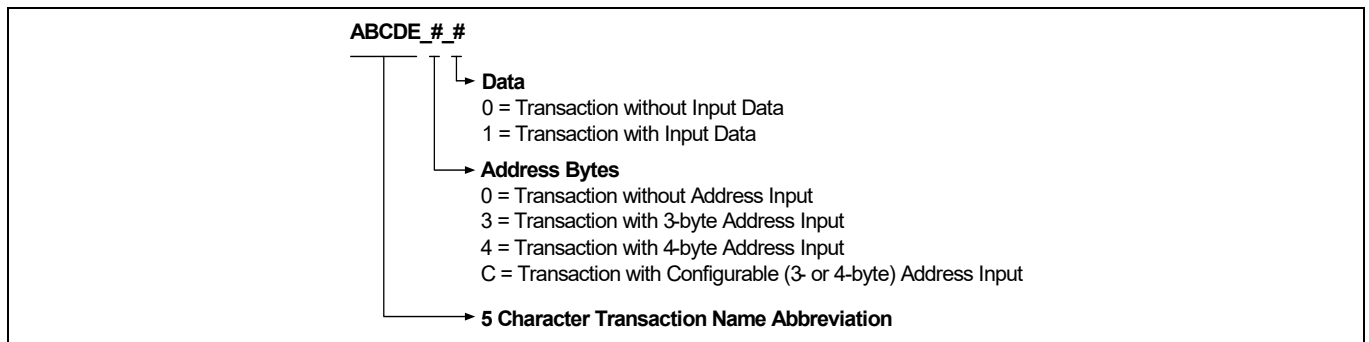 ABCDE_#_#
Data
0 = Transaction without Input Data
1 = Transaction with Input Data
Address Bytes
0 = Transaction without Address Input
3 = Transaction with 3-byte Address Input
4 = Transaction with 4-byte Address Input
C = Transaction with Configurable (3- or 4-byte) Address Input
5 Character Transaction Name Abbreviation